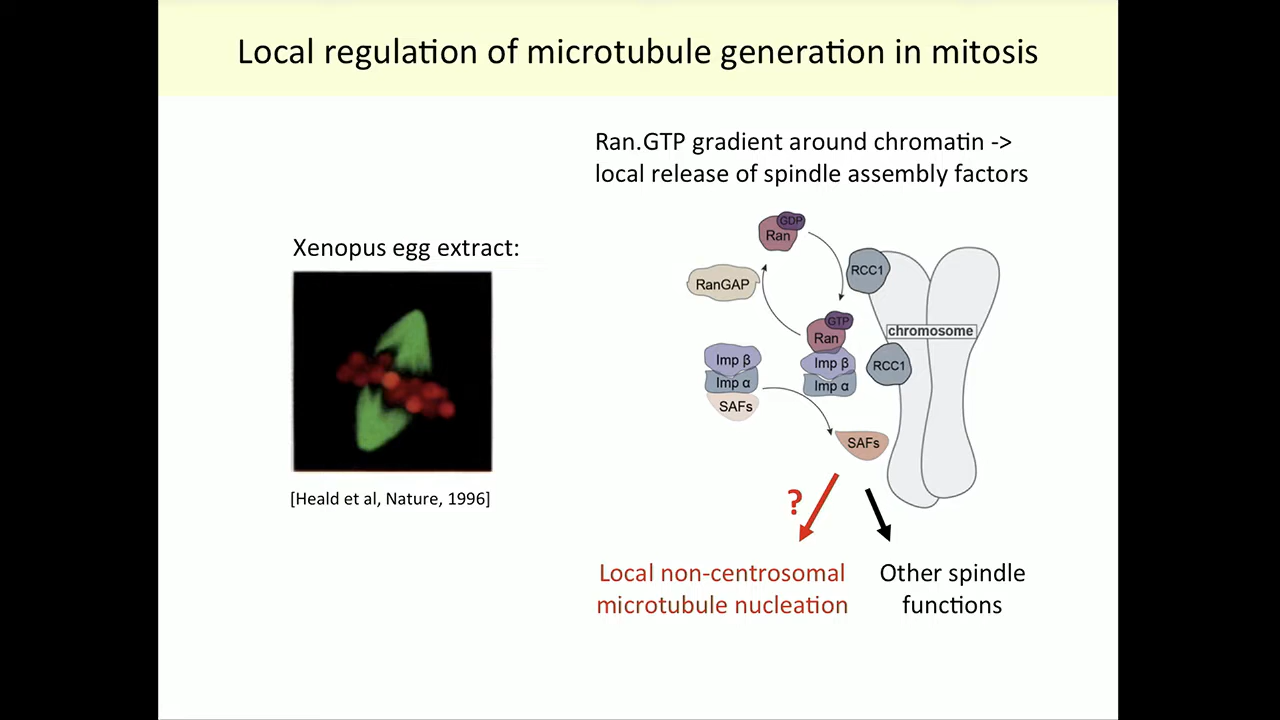 Local regulation of microtubule generation in mitosis
Ran.GTP gradient around chromatin ->
local release of spindle assembly factors
Xenopus egg extract:
[Heald et al, Nature, 1996]
GDP
Ran
RCC1
RanGAP
GTP
Ran
chromosome
Imp β
Imp α
SAFs
Imp β
Imp α
RCC1
SAFs
?
Local non-centrosomal
microtubule nucleation
Other spindle
functions